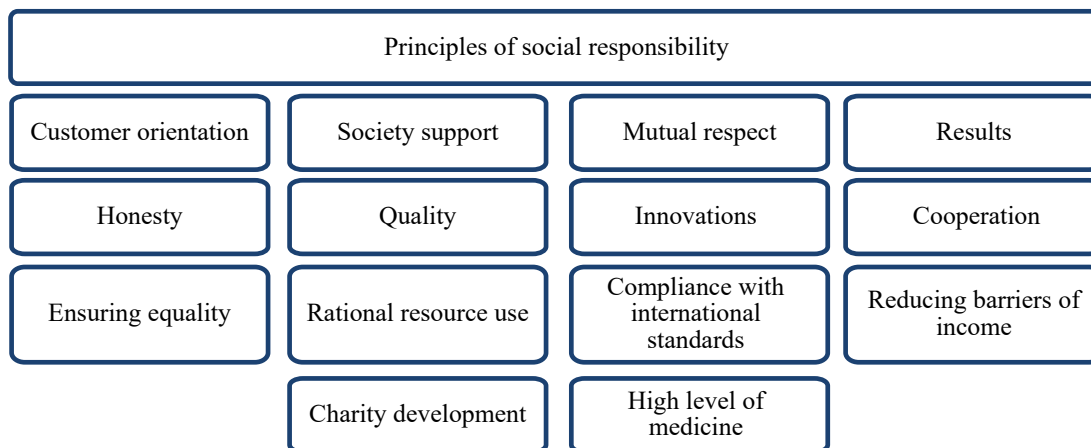 Principles of social responsibility
Customer orientation
Society support
Mutual respect
Results
Honesty
Quality
Innovations
Cooperation
Ensuring equality
Rational resource use
Compliance with
international
standards
Reducing barriers of
income
Charity development
High level of
medicine